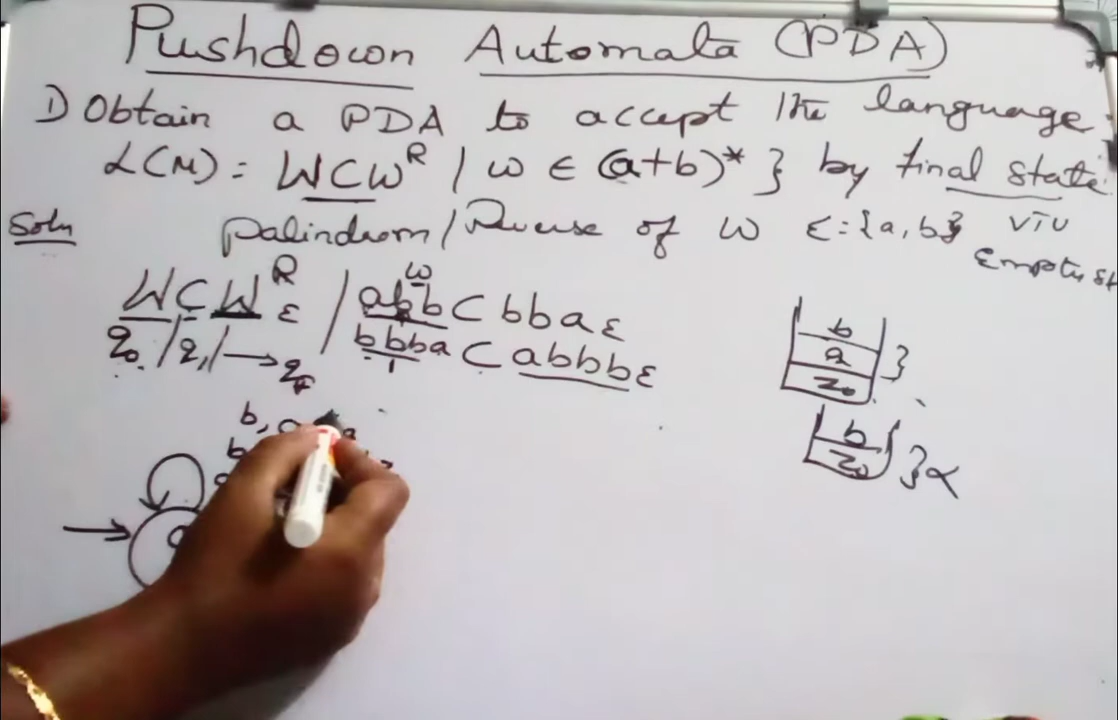 Pushdown Automata (PDA)
1) Obtain a PDA to accept the language
L(M) = WCW^R / w ∈ (a+b)* } by final state
Soln palindrom/Reverse of w Σ = {a, b} VTU
Empty st
WCW^R ε / abbCbbaε
w
q0 / q1 / → qf / bbbaCabbbε
b
a
z0
}
b
z0
}α
b, a
b